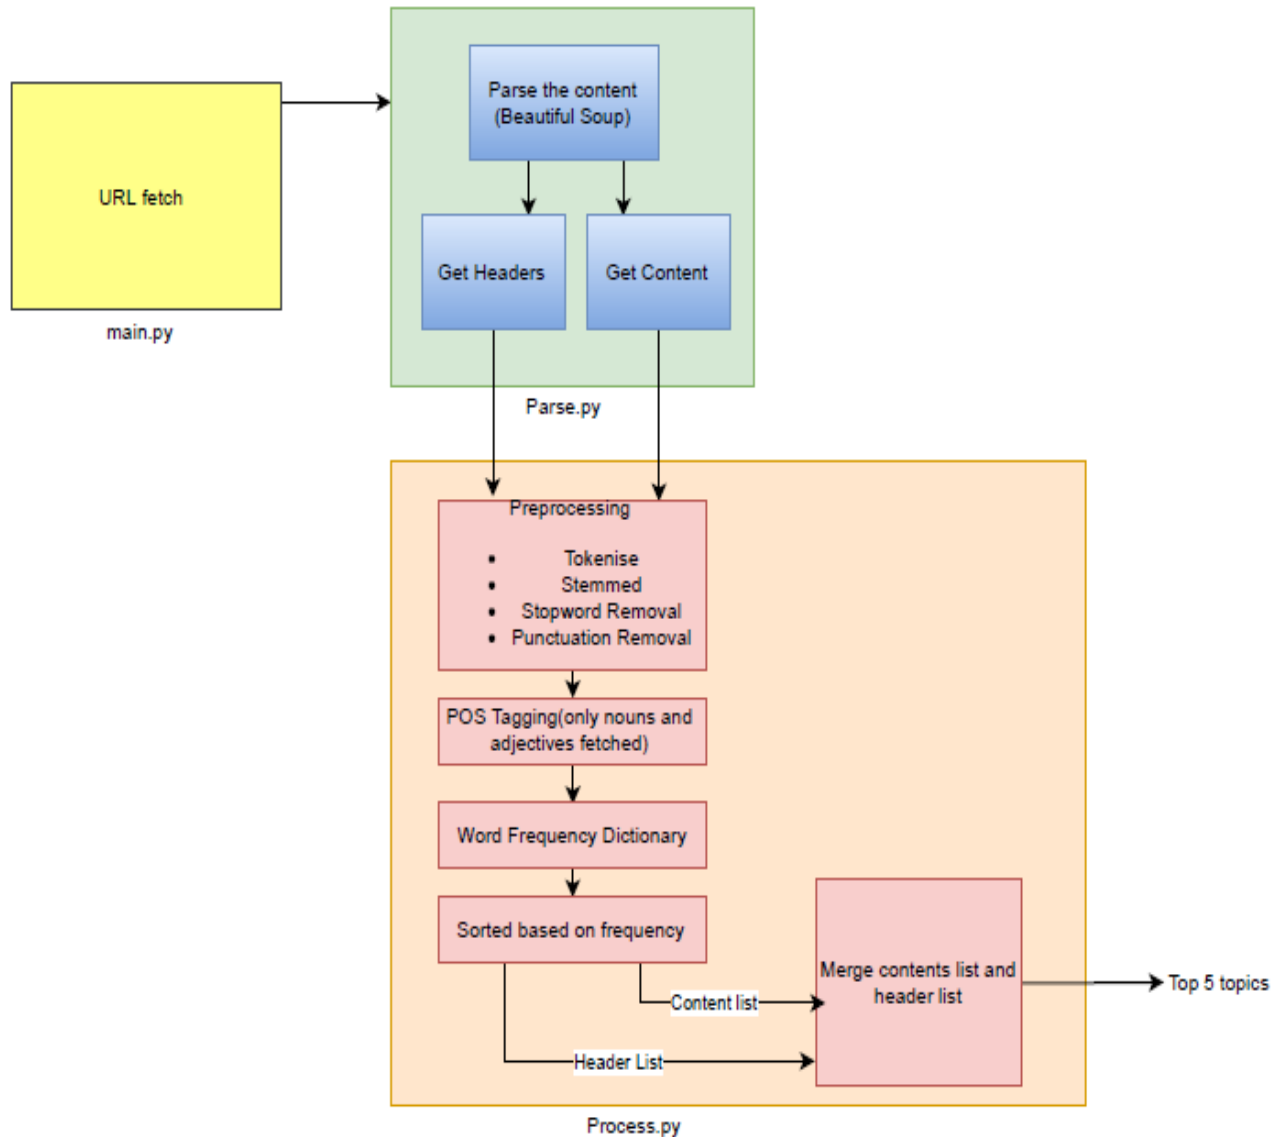 Parse the content
(Beautiful Soup)
URL fetch
Get Headers
Get Content
main.py
Parse.py
Preprocessing
• Tokenise
• Stemmed
• Stopword Removal
• Punctuation Removal
POS Tagging(only nouns and
adjectives fetched)
Word Frequency Dictionary
Sorted based on frequency
Merge contents list and
header list
Top 5 topics
Content list
Header List
Process.py